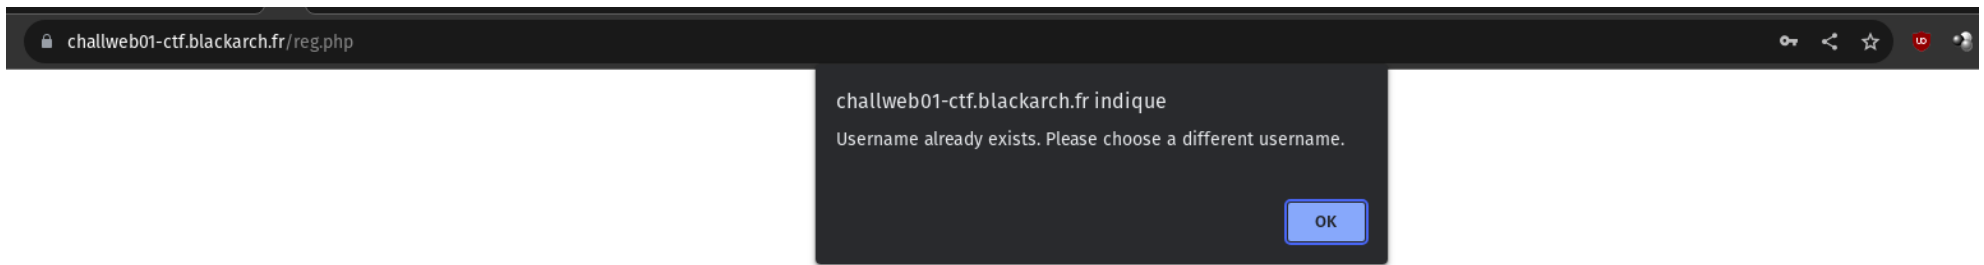 challweb01-ctf.blackarch.fr/reg.php
challweb01-ctf.blackarch.fr indique
Username already exists. Please choose a different username.
OK